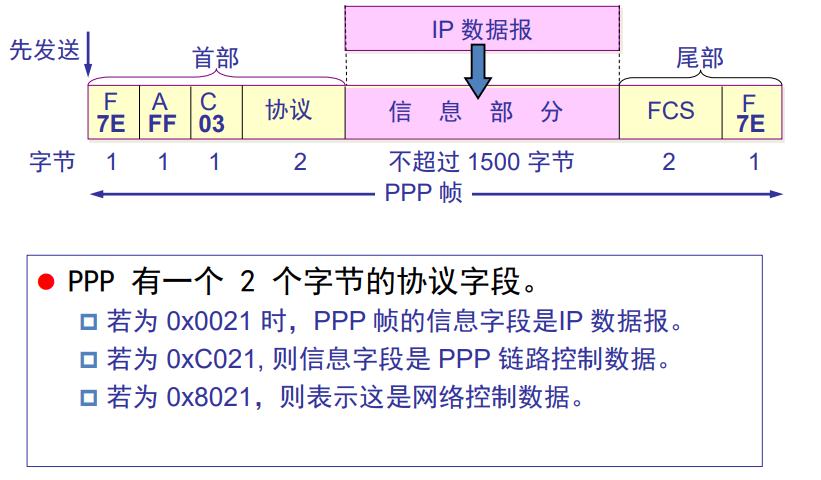 IP 数据报
先发送
首部
尾部
F A C 协议 信 息 部 分 FCS F
7E FF 03 7E
字节 1 1 1 2 不超过 1500 字节 2 1
PPP 帧
PPP 有一个 2 个字节的协议字段。
若为 0x0021 时，PPP 帧的信息字段是IP 数据报。
若为 0xC021, 则信息字段是 PPP 链路控制数据。
若为 0x8021，则表示这是网络控制数据。